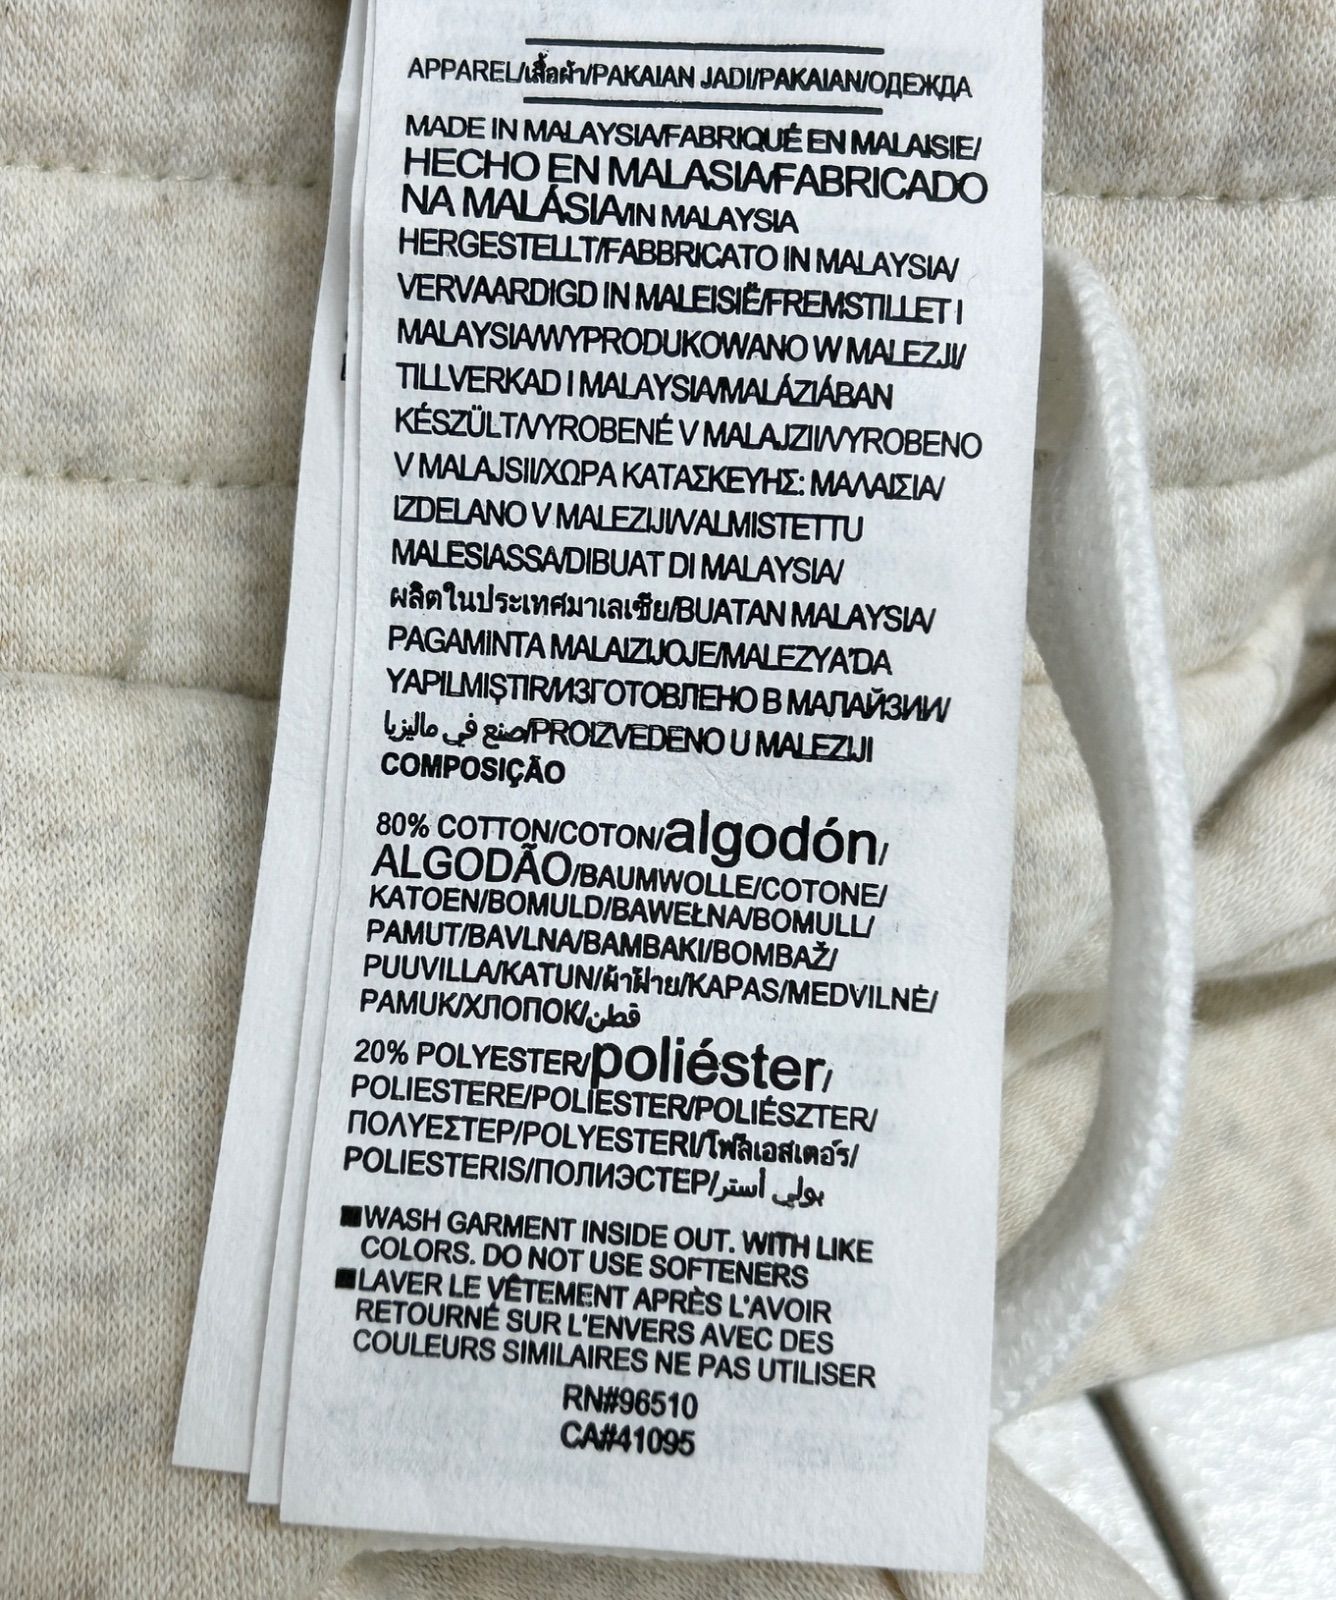 APPAREL/เสื้อผ้า/PAKAIAN JADI/PAKAIAN/ОДЕЖДА
MADE IN MALAYSIA/FABRIQUÉ EN MALAISIE/
HECHO EN MALASIA/FABRICADO
NA MALÁSIA/IN MALAYSIA
HERGESTELLT/FABBRICATO IN MALAYSIA/
VERVAARDIGD IN MALEISIË/FREMSTILLET I
MALAYSIA/WYPRODUKOWANO W MALEZJI/
TILLVERKAD I MALAYSIA/MALÁZIÁBAN
KÉSZÜLT/VYROBENÉ V MALAJZII/VYROBENO
V MALAJSII/ΧΩΡΑ ΚΑΤΑΣΚΕΥΗΣ: ΜΑΛΑΙΣΙΑ/
IZDELANO V MALEZIJI/VALMISTETTU
MALESIASSA/DIBUAT DI MALAYSIA/
ผลิตในประเทศมาเลเซีย/BUATAN MALAYSIA/
PAGAMINTA MALAIZIJOJE/MALEZYA'DA
YAPILMIŞTIR/ИЗГОТОВЛЕНО В МАЛАЙЗИИ/
صنع في ماليزيا/PROIZVEDENO U MALEZIJI
COMPOSIÇÃO
80% COTTON/COTON/algodón/
ALGODÃO/BAUMWOLLE/COTONE/
KATOEN/BOMULD/BAWEŁNA/BOMULL/
PAMUT/BAVLNA/BAMBAKI/BOMBAŽ/
PUUVILLA/KATUN/ผ้าฝ้าย/KAPAS/MEDVILNĖ/
PAMUK/ХЛОПОК/قطن
20% POLYESTER/poliéster/
POLIESTERE/POLIESTER/POLIÉSZTER/
ΠΟΛΥΕΣΤΕΡ/POLYESTERI/โพลีเอสเตอร์/
POLIESTERIS/ПОЛИЭСТЕР/بولي أستر
■WASH GARMENT INSIDE OUT. WITH LIKE
COLORS. DO NOT USE SOFTENERS
■LAVER LE VÊTEMENT APRÈS L'AVOIR
RETOURNÉ SUR L'ENVERS AVEC DES
COULEURS SIMILAIRES NE PAS UTILISER
RN#96510
CA#41095